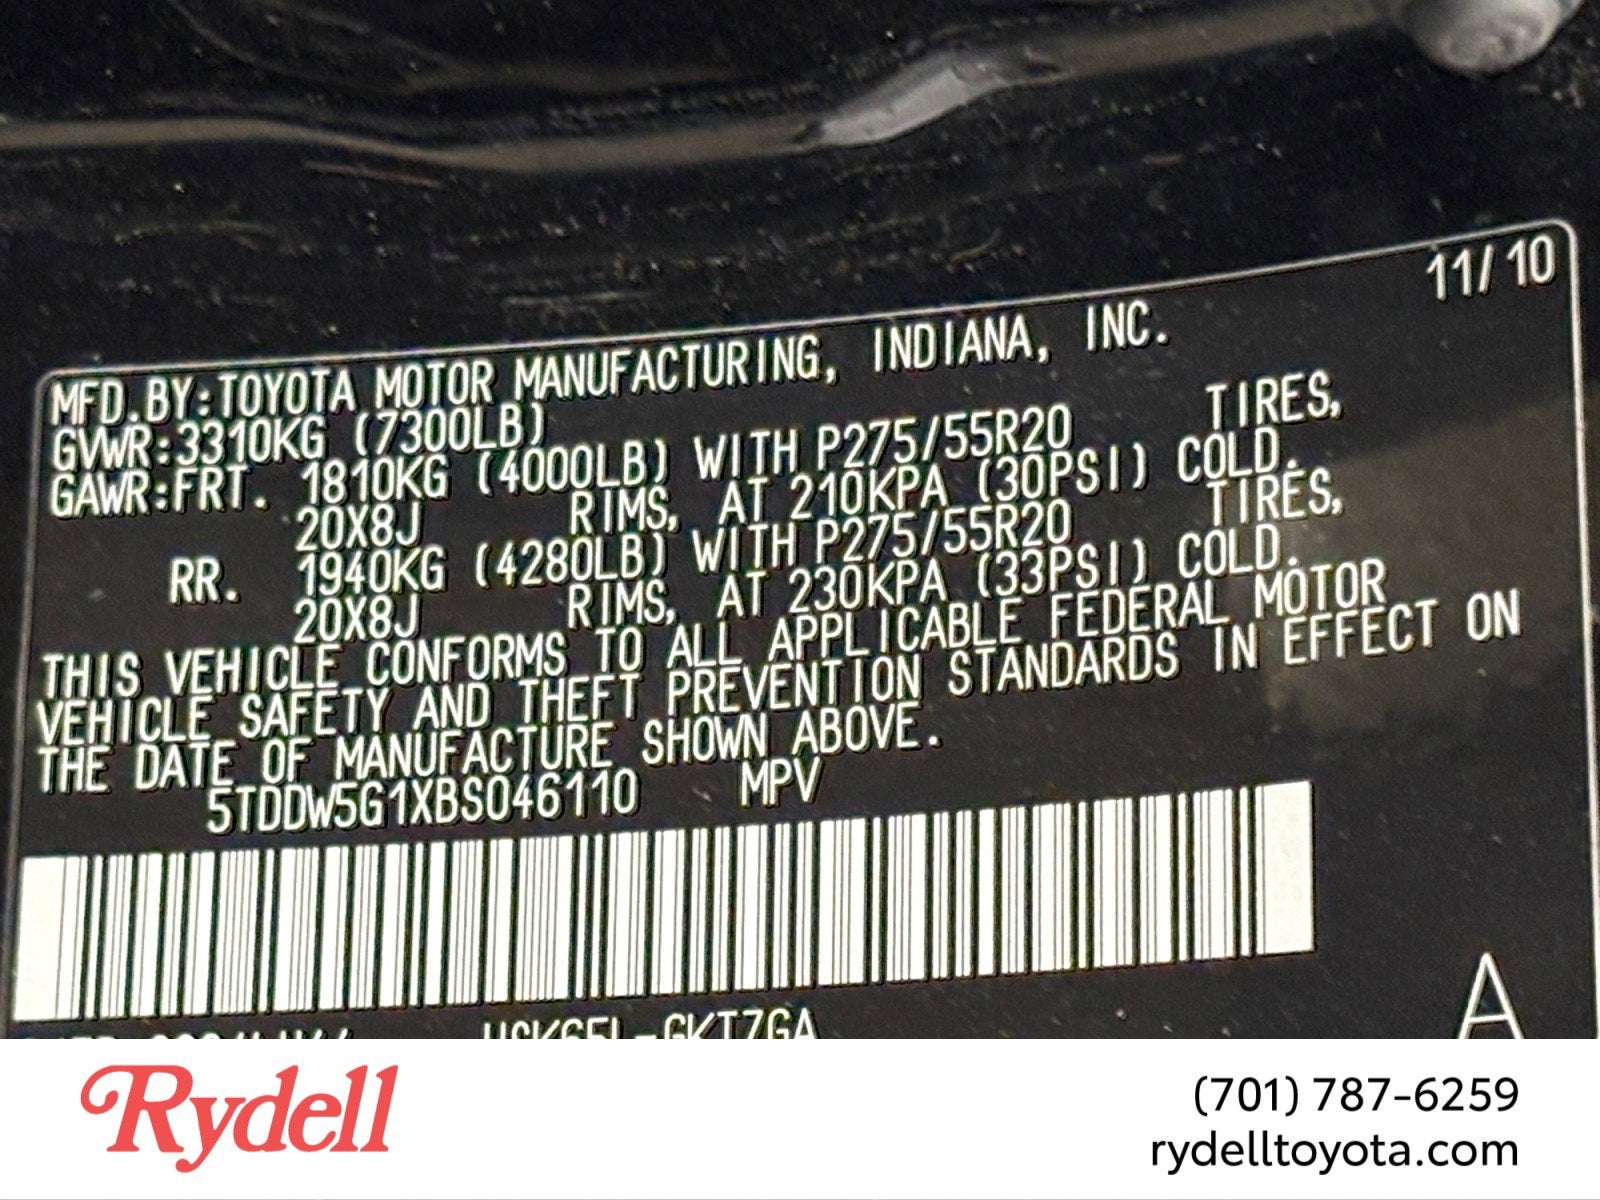 11/10
MFD.BY:TOYOTA MOTOR MANUFACTURING, INDIANA, INC.
GVWR:3310KG (7300LB)
GAWR:FRT. 1810KG (4000LB) WITH P275/55R20 TIRES,
20X8J RIMS, AT 210KPA (30PSI) COLD.
RR. 1940KG (4280LB) WITH P275/55R20 TIRES,
20X8J RIMS, AT 230KPA (33PSI) COLD.
THIS VEHICLE CONFORMS TO ALL APPLICABLE FEDERAL MOTOR
VEHICLE SAFETY AND THEFT PREVENTION STANDARDS IN EFFECT ON
THE DATE OF MANUFACTURE SHOWN ABOVE.
5TDDW5G1XBS046110 MPV
A
Rydell
(701) 787-6259
rydelltoyota.com